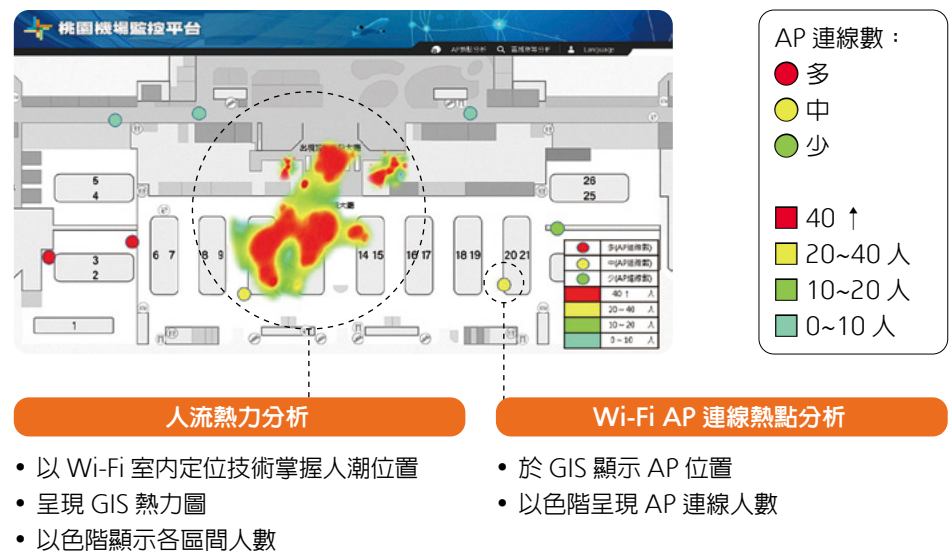 桃園機場監控平台
AP熱點分析
Language
5
4
3
2
1
6 7
8 9
14 15
16 17
18 19
20 21
26
25
多(AP連線數)
中(AP連線數)
少(AP連線數)
40 ↑ 人
20 ~ 40 人
10 ~ 20 人
0 ~ 10 人
AP 連線數：
多
中
少
40 ↑
20~40 人
10~20 人
0~10 人
人流熱力分析
• 以 Wi-Fi 室內定位技術掌握人潮位置
• 呈現 GIS 熱力圖
• 以色階顯示各區間人數
Wi-Fi AP 連線熱點分析
• 於 GIS 顯示 AP 位置
• 以色階呈現 AP 連線人數